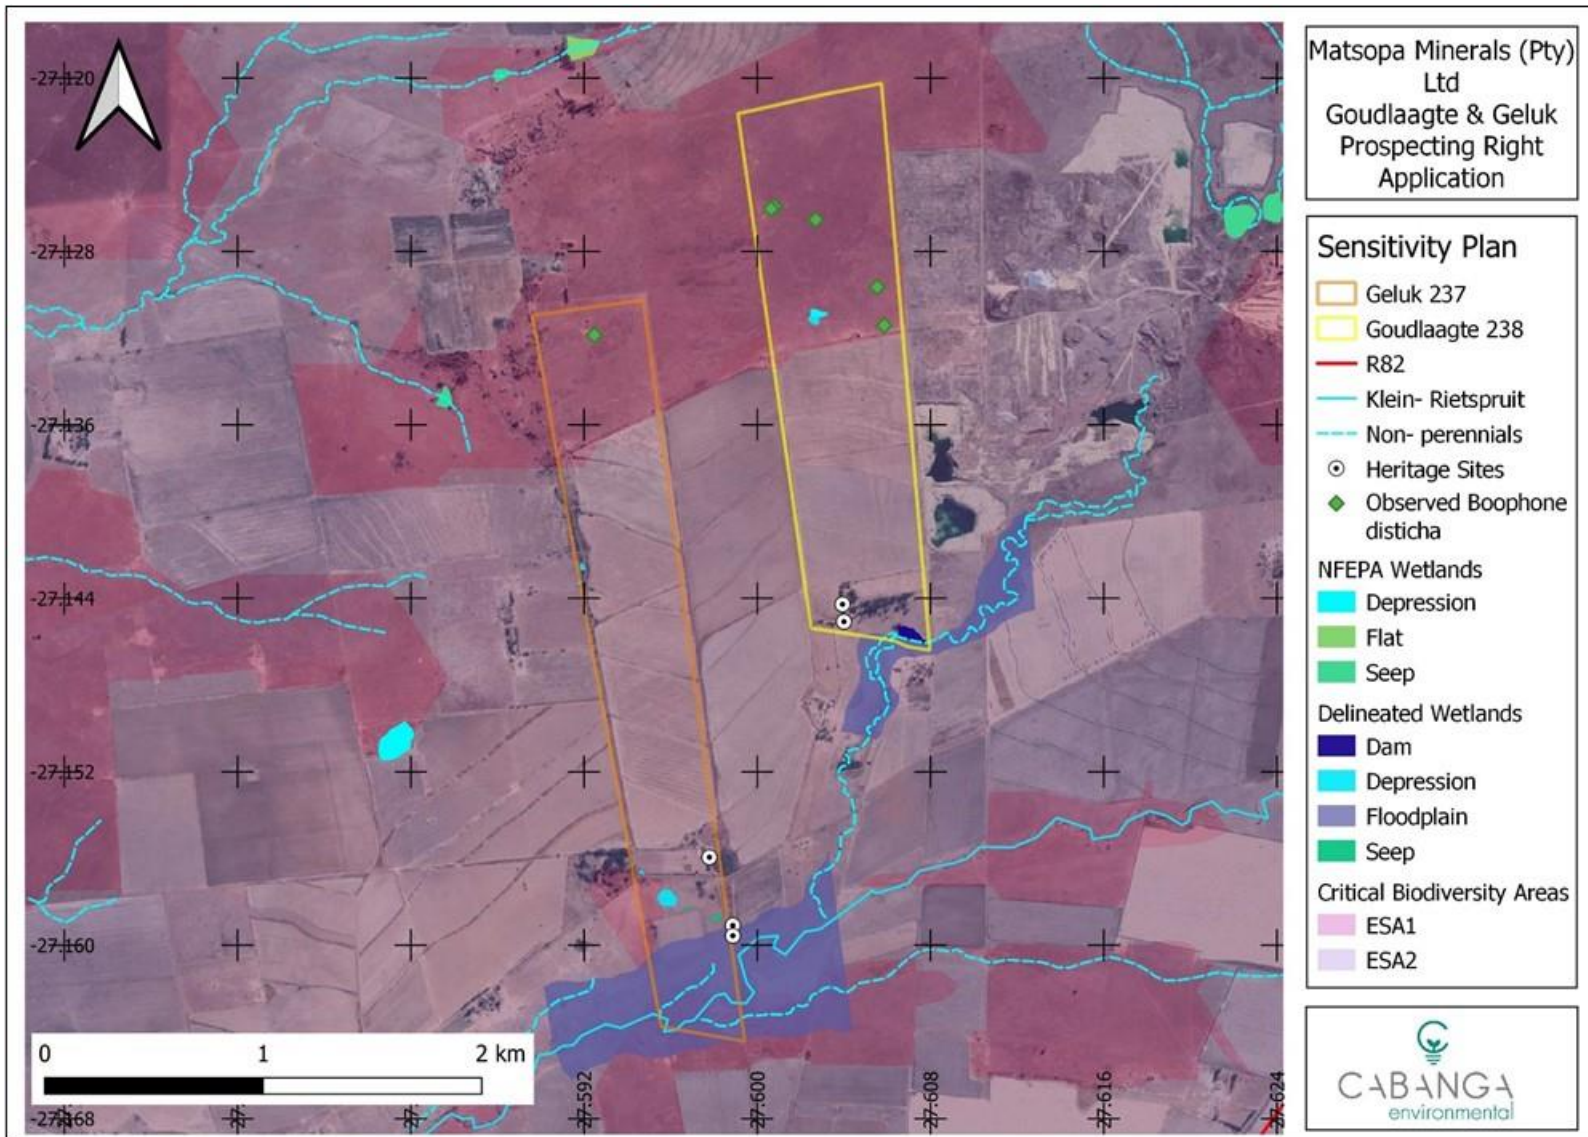 Matsopa Minerals (Pty)
Ltd
Goudlaagte & Geluk
Prospecting Right
Application
Sensitivity Plan
Geluk 237
Goudlaagte 238
R82
Klein- Rietspruit
Non- perennials
Heritage Sites
Observed Boophone
disticha
NFEPA Wetlands
Depression
Flat
Seep
Delineated Wetlands
Dam
Depression
Floodplain
Seep
Critical Biodiversity Areas
ESA1
ESA2
CABANGA
environmental
-27.120
-27.128
-27.136
-27.144
-27.152
-27.160
-27.168
0 1 2 km
27.592
27.600
27.608
27.616
27.624